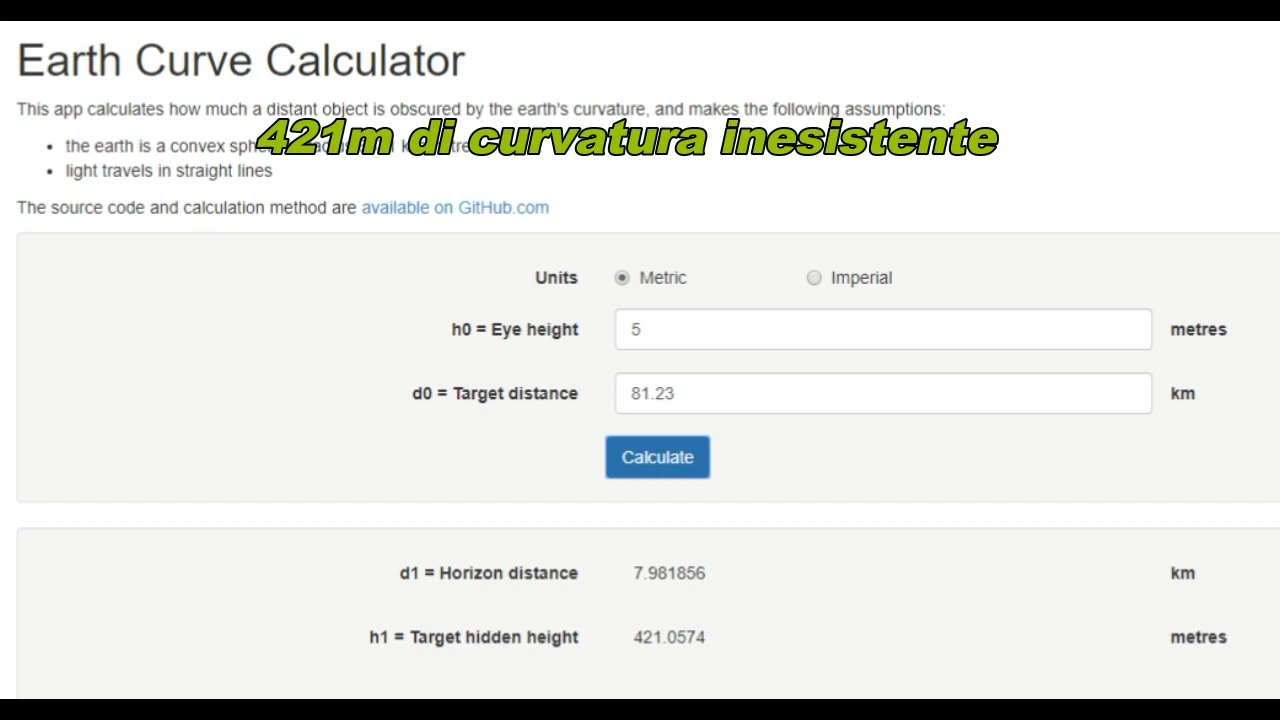 Earth Curve Calculator
This app calculates how much a distant object is obscured by the earth's curvature, and makes the following assumptions:
421m di curvatura inesistente
the earth is a convex
light travels in straight lines
The source code and calculation method are available on GitHub.com
Units Metric Imperial
h0 = Eye height 5 metres
d0 = Target distance 81.23 km
Calculate
d1 = Horizon distance 7.981856 km
h1 = Target hidden height 421.0574 metres